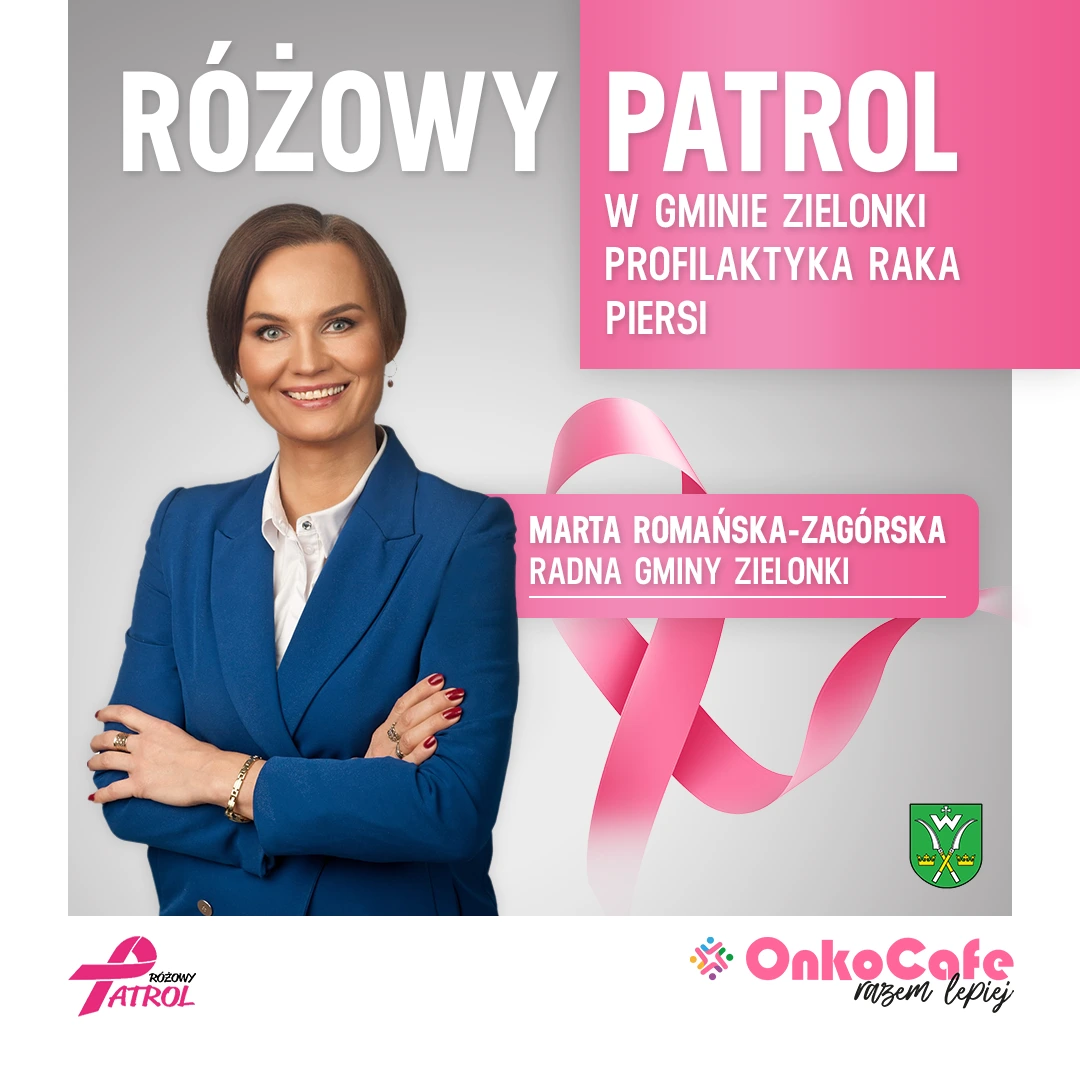 RÓŻOWY PATROL
W GMINIE ZIELONKI
PROFILAKTYKA RAKA
PIERSI
MARTA ROMAŃSKA-ZAGÓRSKA
RADNA GMINY ZIELONKI
W
RÓŻOWY
PATROL
OnkoCafe
razem lepiej